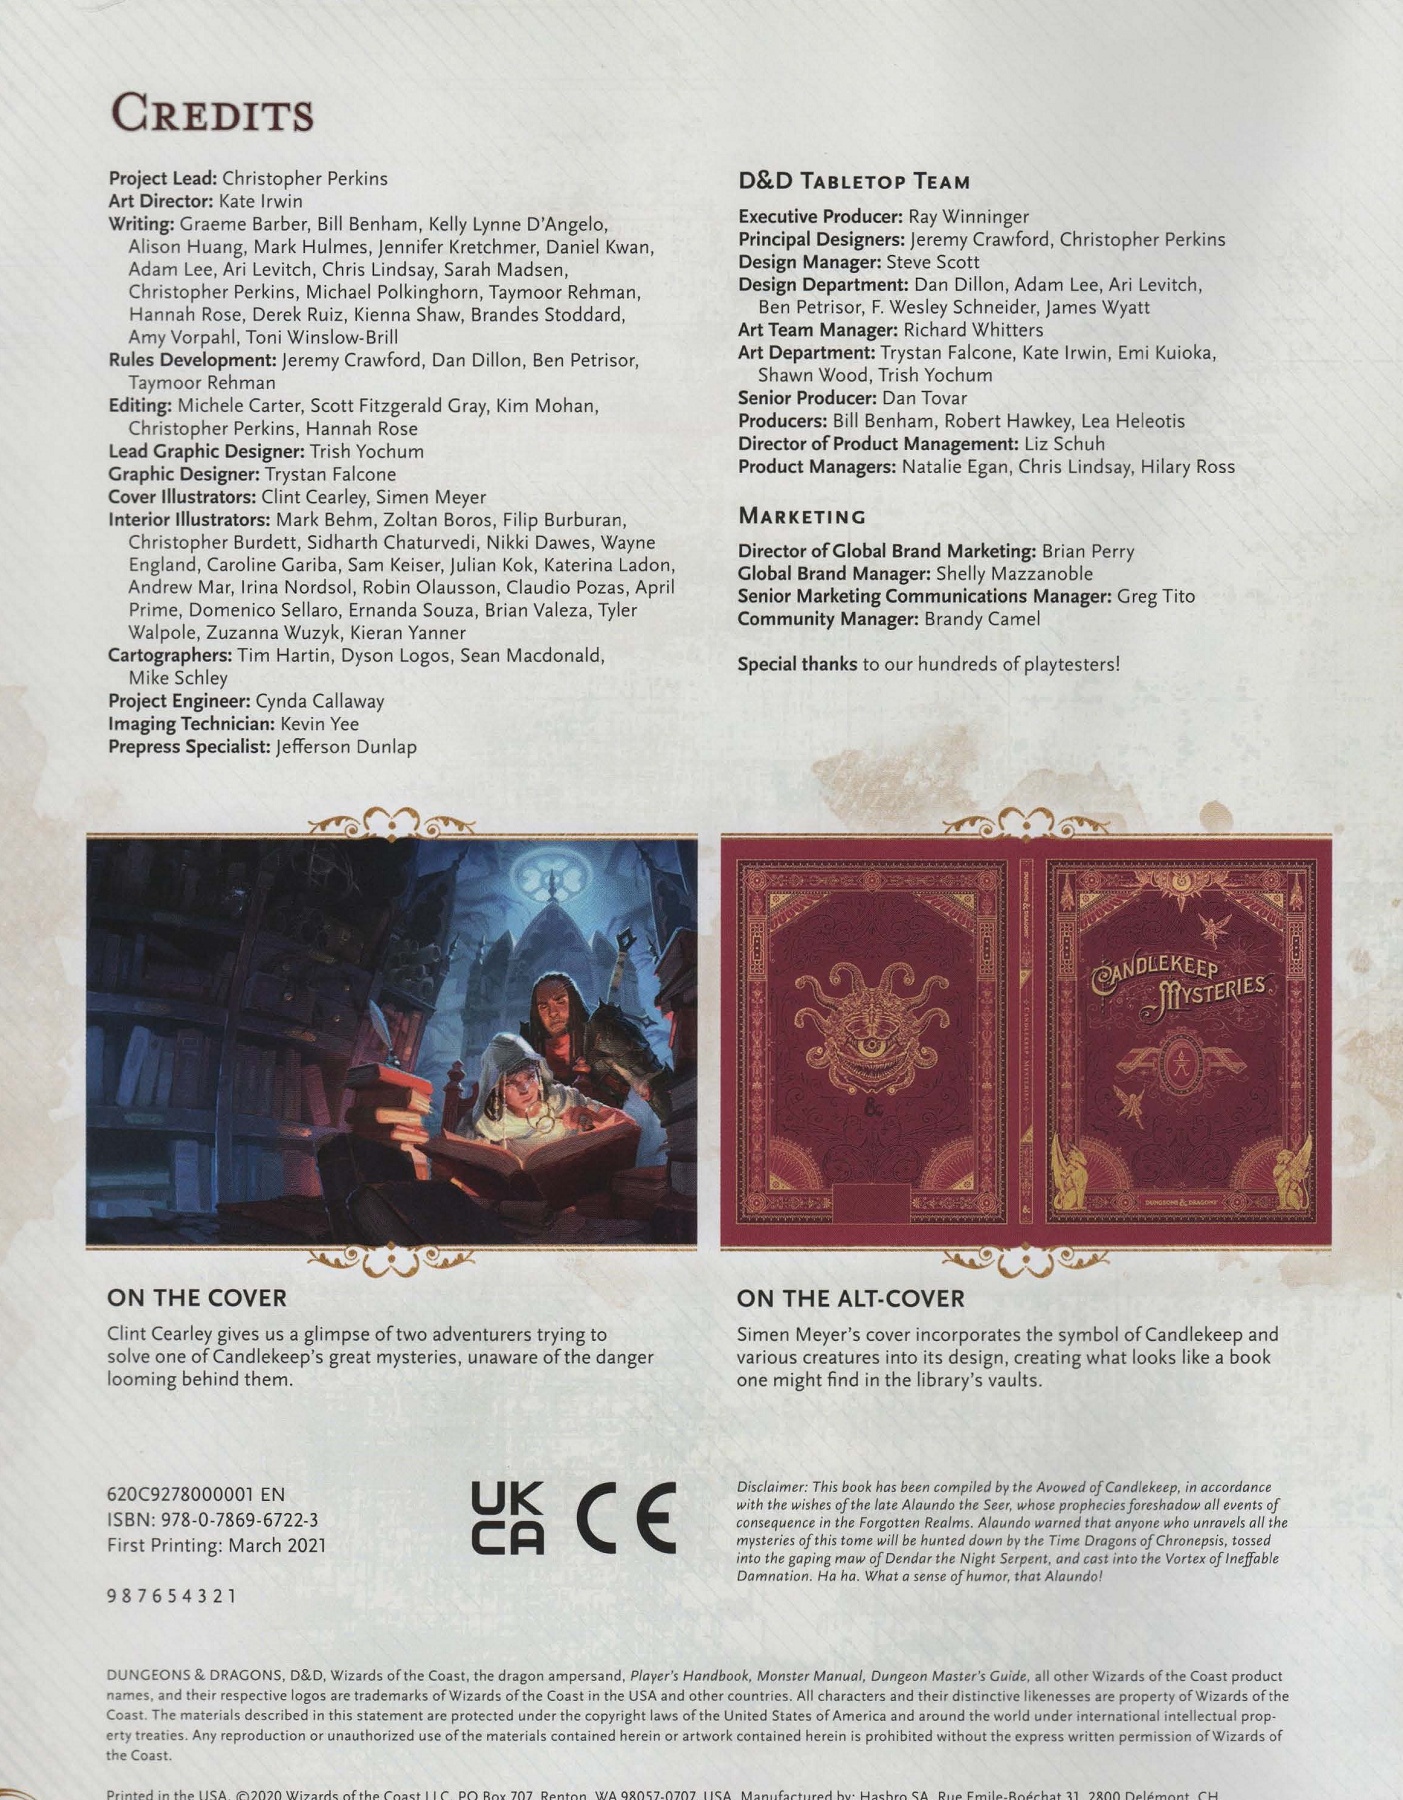 CREDITS
Project Lead: Christopher Perkins
Art Director: Kate Irwin
Writing: Graeme Barber, Bill Benham, Kelly Lynne D'Angelo,
Alison Huang, Mark Hulmes, Jennifer Kretchmer, Daniel Kwan,
Adam Lee, Ari Levitch, Chris Lindsay, Sarah Madsen,
Christopher Perkins, Michael Polkinghorn, Taymoor Rehman,
Hannah Rose, Derek Ruiz, Kienna Shaw, Brandes Stoddard,
Amy Vorpahl, Toni Winslow-Brill
Rules Development: Jeremy Crawford, Dan Dillon, Ben Petrisor,
Taymoor Rehman
Editing: Michele Carter, Scott Fitzgerald Gray, Kim Mohan,
Christopher Perkins, Hannah Rose
Lead Graphic Designer: Trish Yochum
Graphic Designer: Trystan Falcone
Cover Illustrators: Clint Cearley, Simen Meyer
Interior Illustrators: Mark Behm, Zoltan Boros, Filip Burburan,
Christopher Burdett, Sidharth Chaturvedi, Nikki Dawes, Wayne
England, Caroline Gariba, Sam Keiser, Julian Kok, Katerina Ladon,
Andrew Mar, Irina Nordsol, Robin Olausson, Claudio Pozas, April
Prime, Domenico Sellaro, Ernanda Souza, Brian Valeza, Tyler
Walpole, Zuzanna Wuzyk, Kieran Yanner
Cartographers: Tim Hartin, Dyson Logos, Sean Macdonald,
Mike Schley
Project Engineer: Cynda Callaway
Imaging Technician: Kevin Yee
Prepress Specialist: Jefferson Dunlap
D&D TABLETOP TEAM
Executive Producer: Ray Winninger
Principal Designers: Jeremy Crawford, Christopher Perkins
Design Manager: Steve Scott
Design Department: Dan Dillon, Adam Lee, Ari Levitch,
Ben Petrisor, F. Wesley Schneider, James Wyatt
Art Team Manager: Richard Whitters
Art Department: Trystan Falcone, Kate Irwin, Emi Kuioka,
Shawn Wood, Trish Yochum
Senior Producer: Dan Tovar
Producers: Bill Benham, Robert Hawkey, Lea Heleotis
Director of Product Management: Liz Schuh
Product Managers: Natalie Egan, Chris Lindsay, Hilary Ross
MARKETING
Director of Global Brand Marketing: Brian Perry
Global Brand Manager: Shelly Mazzanoble
Senior Marketing Communications Manager: Greg Tito
Community Manager: Brandy Camel
Special thanks to our hundreds of playtesters!
&
DUNGEONS & DRAGONS
CANDLEKEEP MYSTERIES
&
CANDLEKEEP
MYSTERIES
DUNGEONS & DRAGONS
ON THE COVER
Clint Cearley gives us a glimpse of two adventurers trying to
solve one of Candlekeep's great mysteries, unaware of the danger
looming behind them.
ON THE ALT-COVER
Simen Meyer's cover incorporates the symbol of Candlekeep and
various creatures into its design, creating what looks like a book
one might find in the library's vaults.
620C9278000001 EN
ISBN: 978-0-7869-6722-3
First Printing: March 2021
9 8 7 6 5 4 3 2 1
UK
CA
CE
Disclaimer: This book has been compiled by the Avowed of Candlekeep, in accordance
with the wishes of the late Alaundo the Seer, whose prophecies foreshadow all events of
consequence in the Forgotten Realms. Alaundo warned that anyone who unravels all the
mysteries of this tome will be hunted down by the Time Dragons of Chronepsis, tossed
into the gaping maw of Dendar the Night Serpent, and cast into the Vortex of Ineffable
Damnation. Ha ha. What a sense of humor, that Alaundo!
DUNGEONS & DRAGONS, D&D, Wizards of the Coast, the dragon ampersand, Player's Handbook, Monster Manual, Dungeon Master's Guide, all other Wizards of the Coast product
names, and their respective logos are trademarks of Wizards of the Coast in the USA and other countries. All characters and their distinctive likenesses are property of Wizards of the
Coast. The materials described in this statement are protected under the copyright laws of the United States of America and around the world under international intellectual prop-
erty treaties. Any reproduction or unauthorized use of the materials contained herein or artwork contained herein is prohibited without the express written permission of Wizards of
the Coast.
Printed in the USA. ©2020 Wizards of the Coast LLC, PO Box 707, Renton, WA 98057-0707, USA. Manufactured by: Hasbro SA, Rue Emile-Boéchat 31, 2800 Delémont, CH.